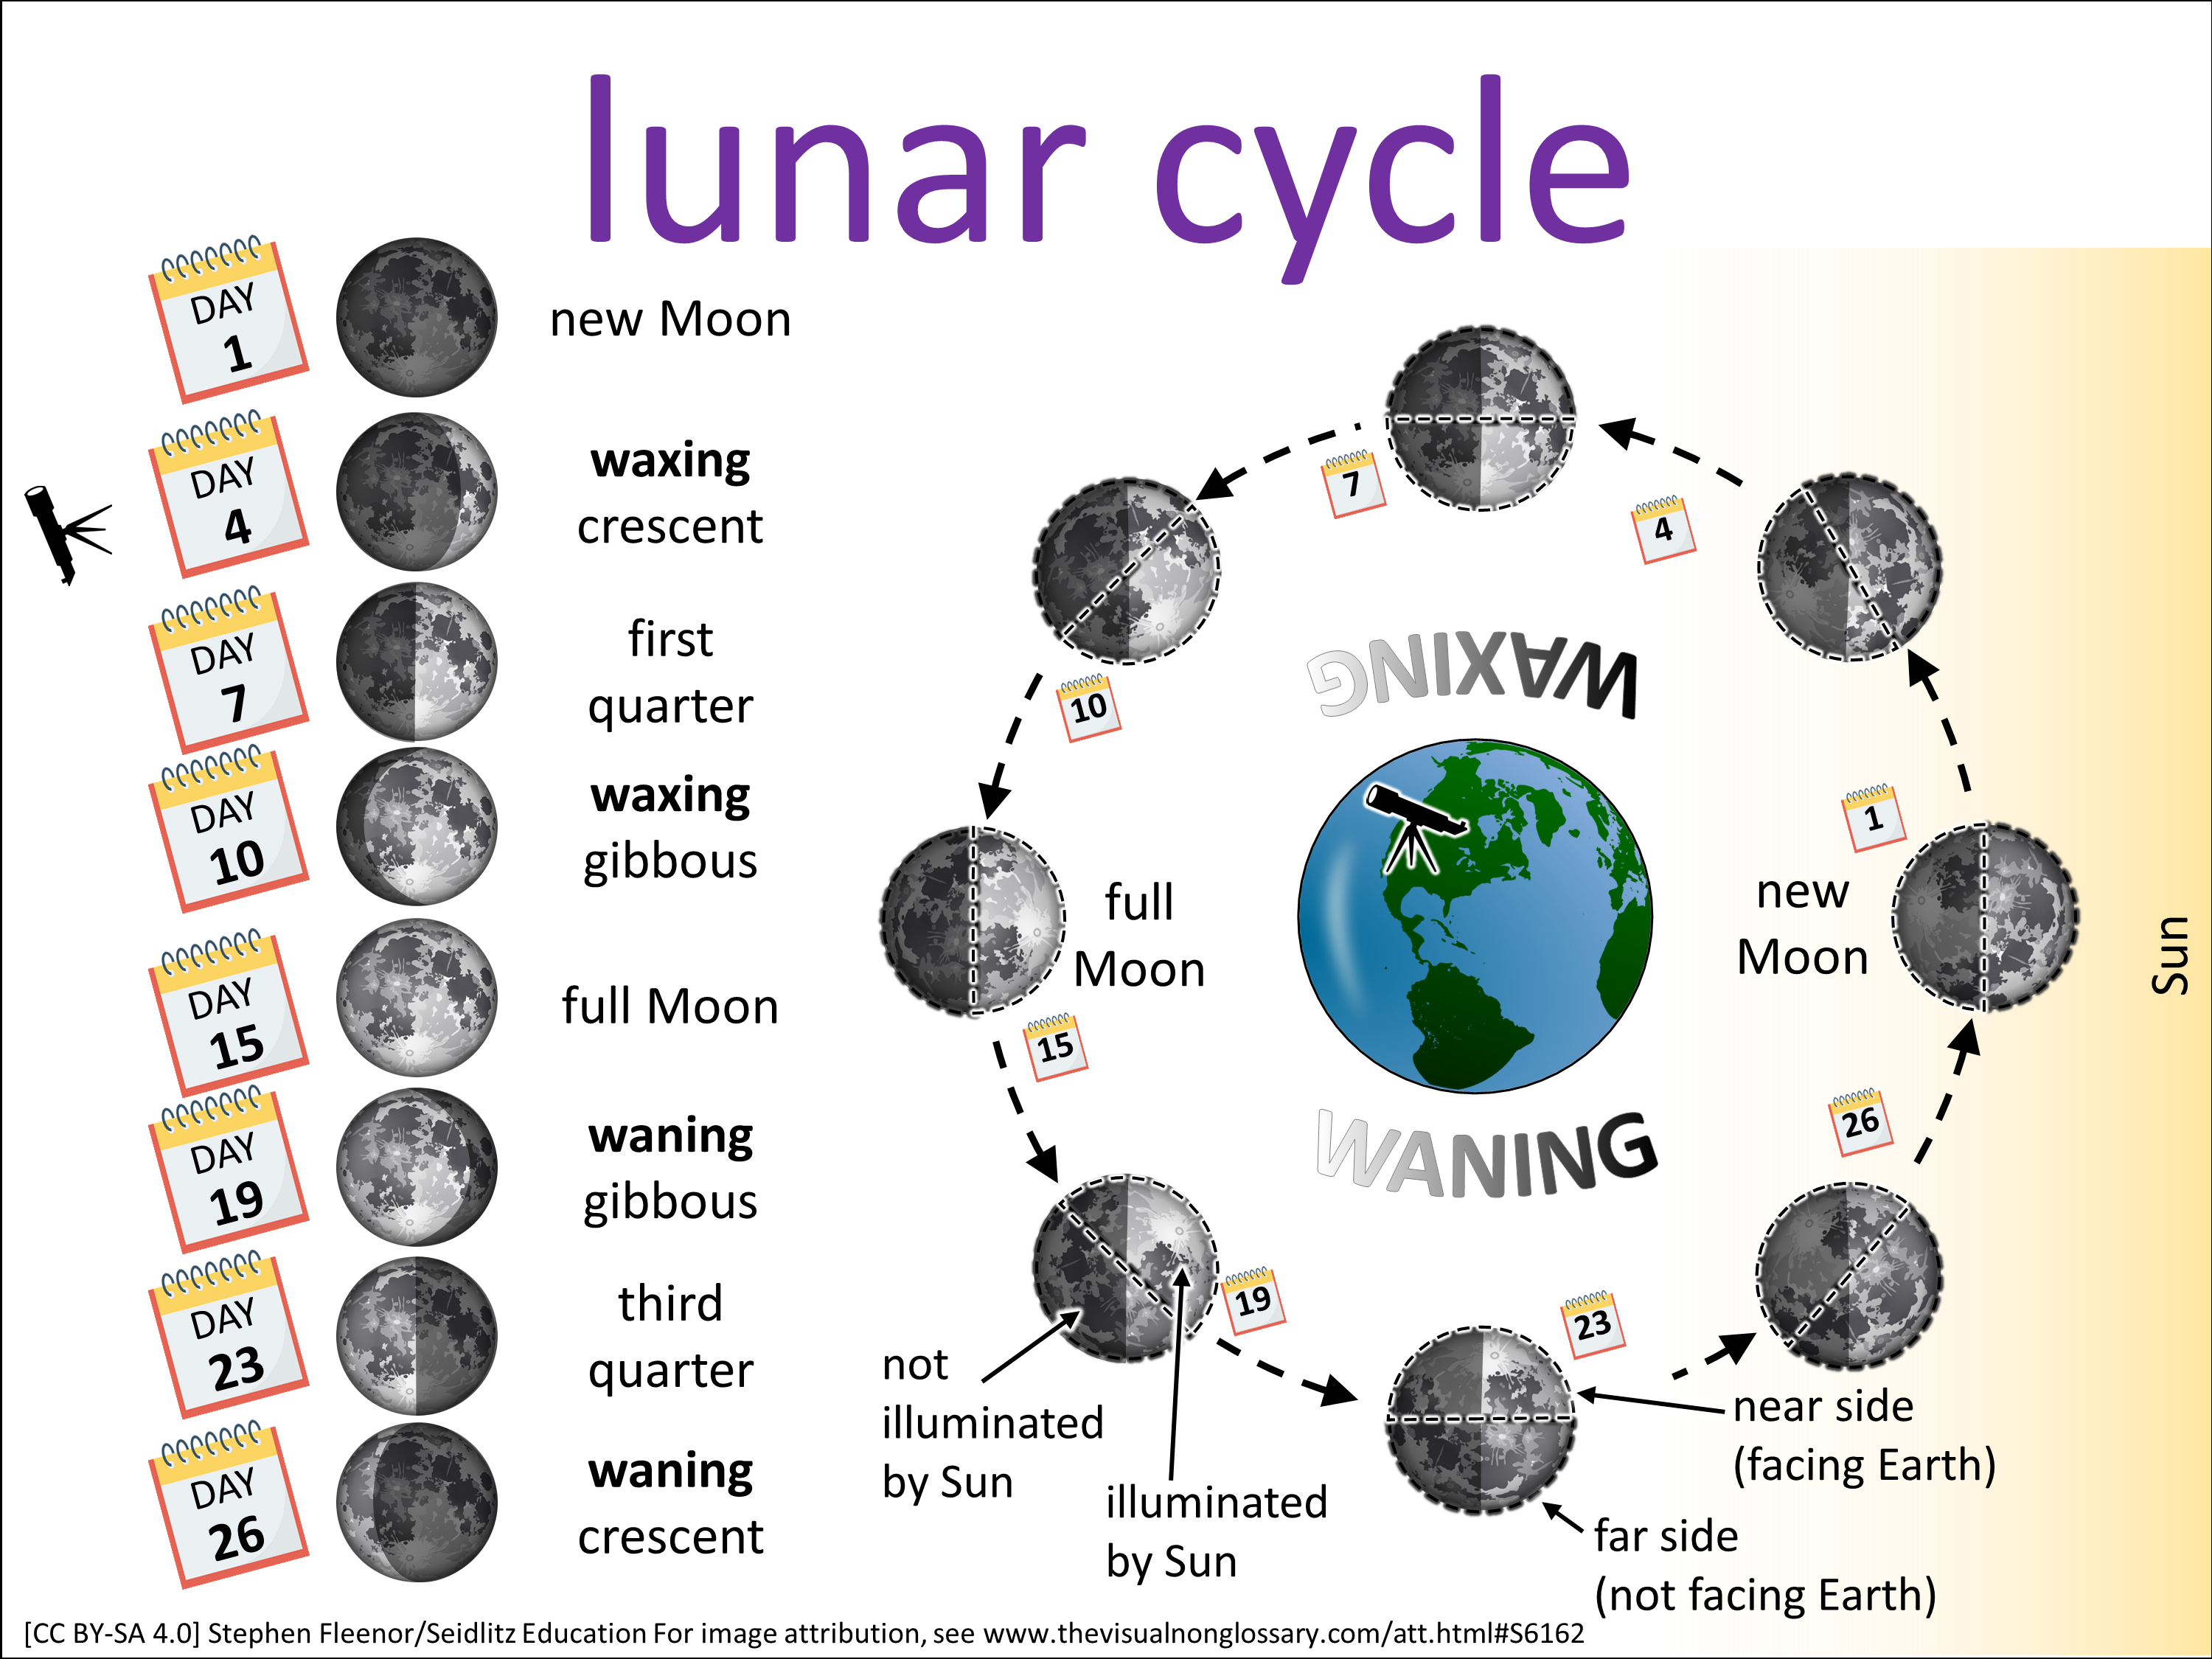 lunar cycle
DAY
1
new Moon
DAY
4
waxing
crescent
DAY
7
first
quarter
DAY
10
waxing
gibbous
DAY
15
full Moon
DAY
19
waning
gibbous
DAY
23
third
quarter
DAY
26
waning
crescent
7
4
10
WAXING
1
full
Moon
new
Moon
Sun
15
26
WANING
19
23
not
illuminated
by Sun
illuminated
by Sun
near side
(facing Earth)
far side
(not facing Earth)
[CC BY-SA 4.0] Stephen Fleenor/Seidlitz Education For image attribution, see www.thevisualnonglossary.com/att.html#S6162